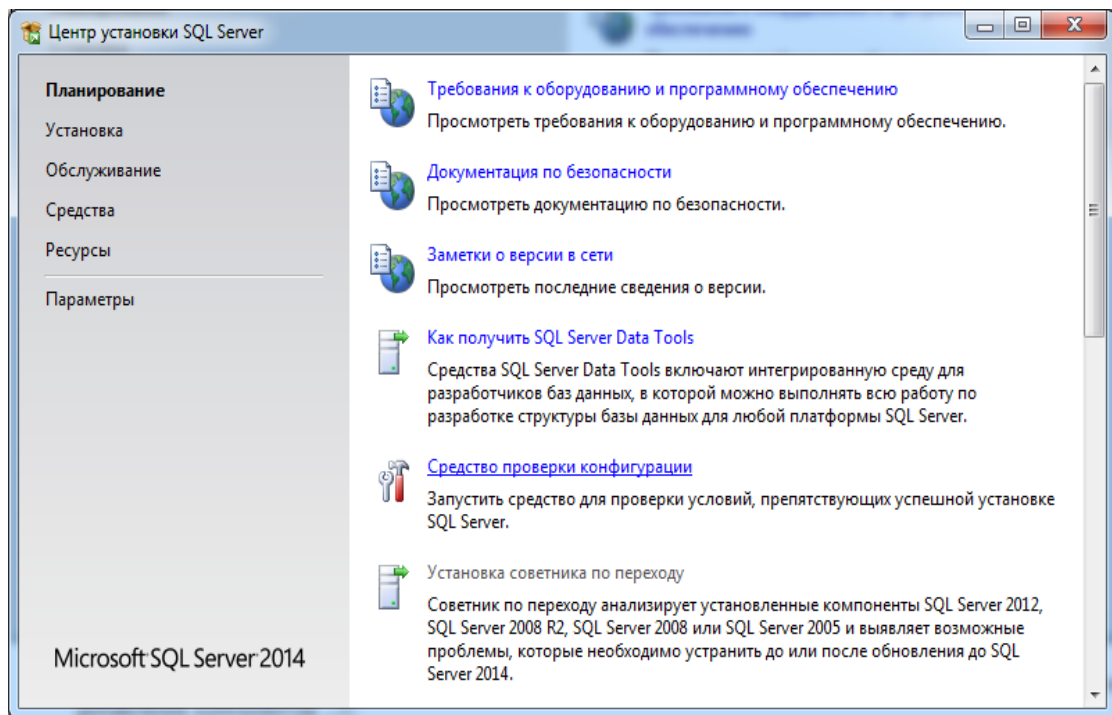 Центр установки SQL Server
Планирование
Установка
Обслуживание
Средства
Ресурсы
Параметры
Microsoft SQL Server 2014
Требования к оборудованию и программному обеспечению
Просмотреть требования к оборудованию и программному обеспечению.
Документация по безопасности
Просмотреть документацию по безопасности.
Заметки о версии в сети
Просмотреть последние сведения о версии.
Как получить SQL Server Data Tools
Средства SQL Server Data Tools включают интегрированную среду для
разработчиков баз данных, в которой можно выполнять всю работу по
разработке структуры базы данных для любой платформы SQL Server.
Средство проверки конфигурации
Запустить средство для проверки условий, препятствующих успешной установке
SQL Server.
Установка советника по переходу
Советник по переходу анализирует установленные компоненты SQL Server 2012,
SQL Server 2008 R2, SQL Server 2008 или SQL Server 2005 и выявляет возможные
проблемы, которые необходимо устранить до или после обновления до SQL
Server 2014.